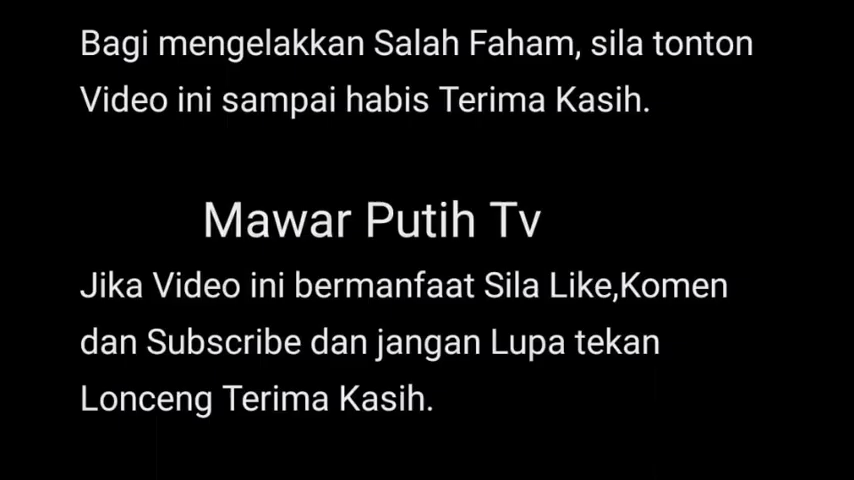 Bagi mengelakkan Salah Faham, sila tonton
Video ini sampai habis Terima Kasih.
Mawar Putih Tv
Jika Video ini bermanfaat Sila Like,Komen
dan Subscribe dan jangan Lupa tekan
Lonceng Terima Kasih.